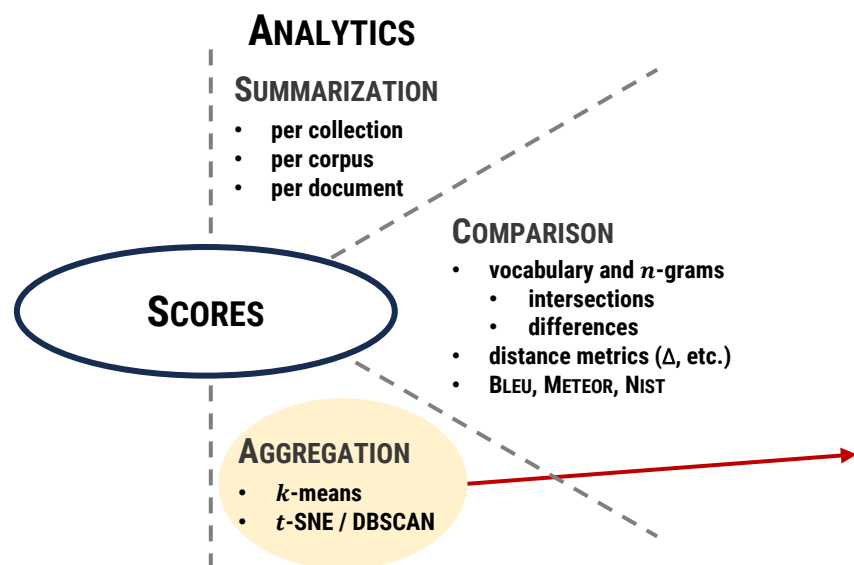 ANALYTICS
SUMMARIZATION
• per collection
• per corpus
• per document
COMPARISON
• vocabulary and n-grams
• intersections
• differences
• distance metrics (Δ, etc.)
• BLEU, METEOR, NIST
SCORES
AGGREGATION
• k-means
• t-SNE / DBSCAN